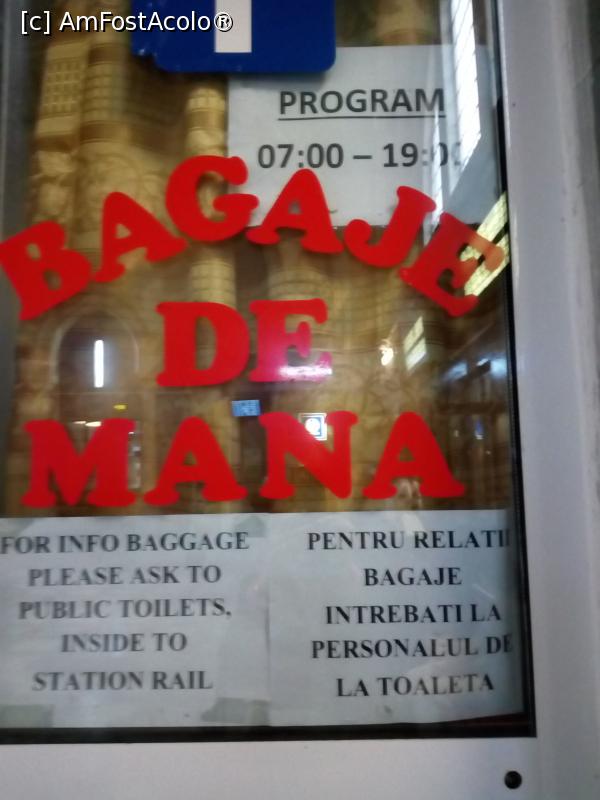 [c] AmFostAcolo®
PROGRAM
07:00 – 19:00
BAGAJE
DE
MANA
FOR INFO BAGGAGE
PLEASE ASK TO
PUBLIC TOILETS,
INSIDE TO
STATION RAIL
PENTRU RELATII
BAGAJE
INTREBATI LA
PERSONALUL DE
LA TOALETA